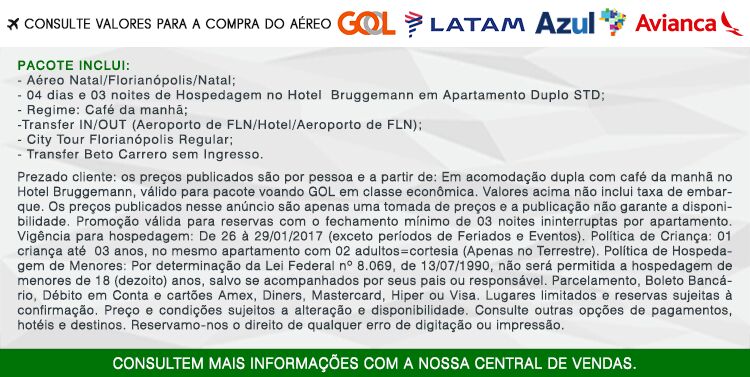 CONSULTE VALORES PARA A COMPRA DO AÉREO GOL LATAM Azul Avianca
PACOTE INCLUI:
- Aéreo Natal/Florianópolis/Natal;
- 04 dias e 03 noites de Hospedagem no Hotel Bruggemann em Apartamento Duplo STD;
- Regime: Café da manhã;
-Transfer IN/OUT (Aeroporto de FLN/Hotel/Aeroporto de FLN);
- City Tour Florianópolis Regular;
- Transfer Beto Carrero sem Ingresso.
Prezado cliente: os preços publicados são por pessoa e a partir de: Em acomodação dupla com café da manhã no
Hotel Bruggemann, válido para pacote voando GOL em classe econômica. Valores acima não inclui taxa de embar-
que. Os preços publicados nesse anúncio são apenas uma tomada de preços e a publicação não garante a disponi-
bilidade. Promoção válida para reservas com o fechamento mínimo de 03 noites ininterruptas por apartamento.
Vigência para hospedagem: De 26 à 29/01/2017 (exceto períodos de Feriados e Eventos). Política de Criança: 01
criança até 03 anos, no mesmo apartamento com 02 adultos=cortesia (Apenas no Terrestre). Política de Hospeda-
gem de Menores: Por determinação da Lei Federal nº 8.069, de 13/07/1990, não será permitida a hospedagem de
menores de 18 (dezoito) anos, salvo se acompanhados por seus pais ou responsável. Parcelamento, Boleto Bancá-
rio, Débito em Conta e cartões Amex, Diners, Mastercard, Hiper ou Visa. Lugares limitados e reservas sujeitas à
confirmação. Preço e condições sujeitos a alteração e disponibilidade. Consulte outras opções de pagamentos,
hotéis e destinos. Reservamo-nos o direito de qualquer erro de digitação ou impressão.
CONSULTEM MAIS INFORMAÇÕES COM A NOSSA CENTRAL DE VENDAS.